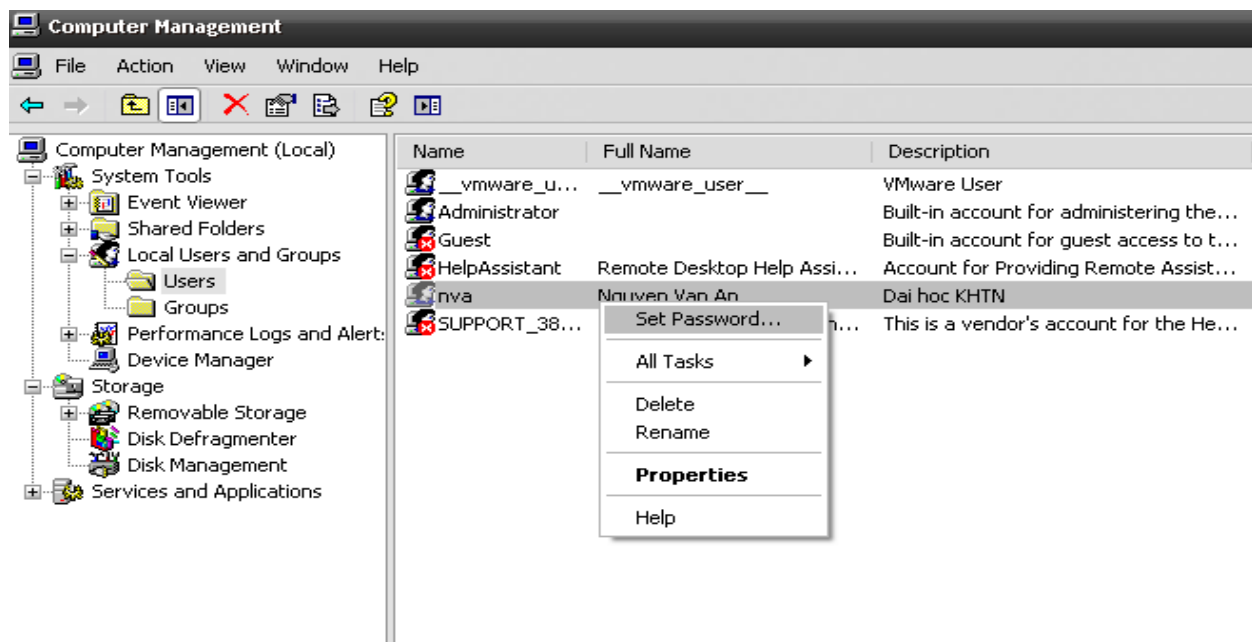 Computer Management
File Action View Window Help
Computer Management (Local)
System Tools
Event Viewer
Shared Folders
Local Users and Groups
Users
Groups
Performance Logs and Alert:
Device Manager
Storage
Removable Storage
Disk Defragmenter
Disk Management
Services and Applications
Name Full Name Description
__vmware_u... __vmware_user__ VMware User
Administrator Built-in account for administering the...
Guest Built-in account for guest access to t...
HelpAssistant Remote Desktop Help Assi... Account for Providing Remote Assist...
nva Nguyen Van An Dai hoc KHTN
SUPPORT_38... n... This is a vendor's account for the He...
Set Password...
All Tasks
Delete
Rename
Properties
Help